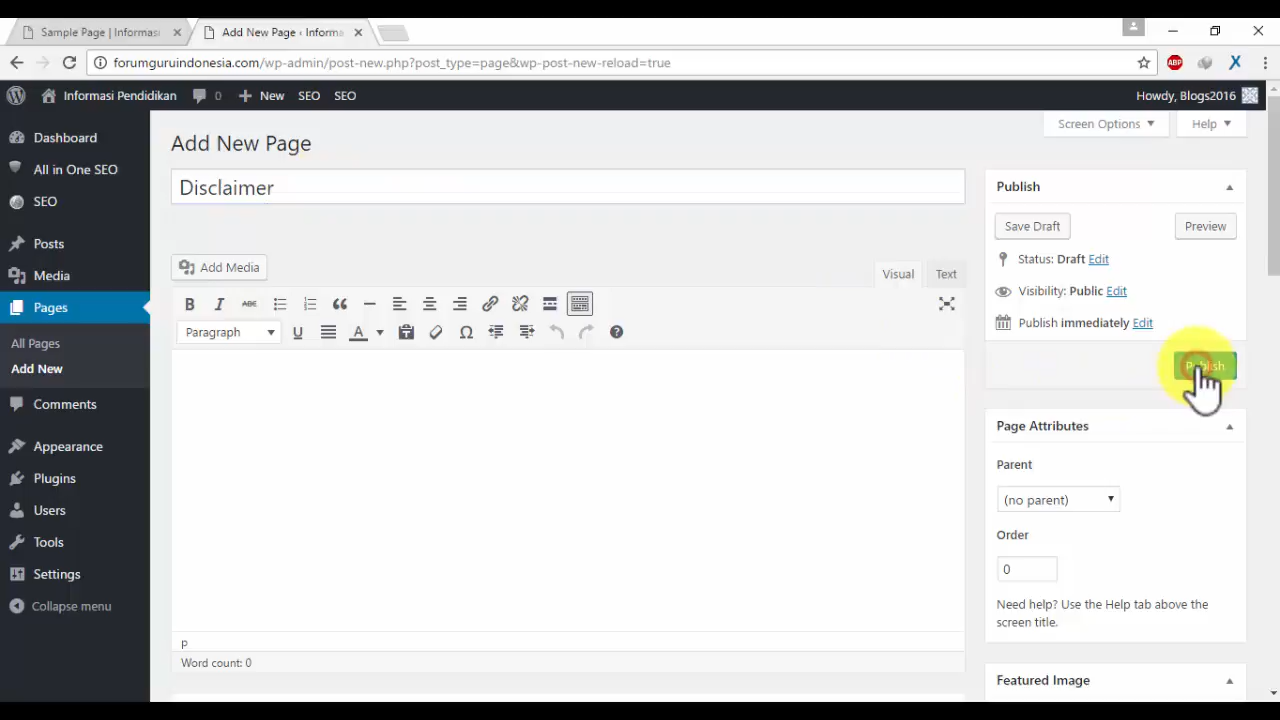 Sample Page | Informasi
Add New Page ‹ Informa
forumguruindonesia.com/wp-admin/post-new.php?post_type=page&wp-post-new-reload=true
ABP
X
Informasi Pendidikan 0 New SEO SEO
Howdy, Blogs2016
Dashboard
All in One SEO
SEO
Posts
Media
Pages
All Pages
Add New
Comments
Appearance
Plugins
Users
Tools
Settings
Collapse menu
Screen Options
Help
Add New Page
Disclaimer
Add Media
Visual
Text
B I ABC
Paragraph
U A Ω
p
Word count: 0
Publish
Save Draft
Preview
Status: Draft Edit
Visibility: Public Edit
Publish immediately Edit
Publish
Page Attributes
Parent
(no parent)
Order
0
Need help? Use the Help tab above the
screen title.
Featured Image